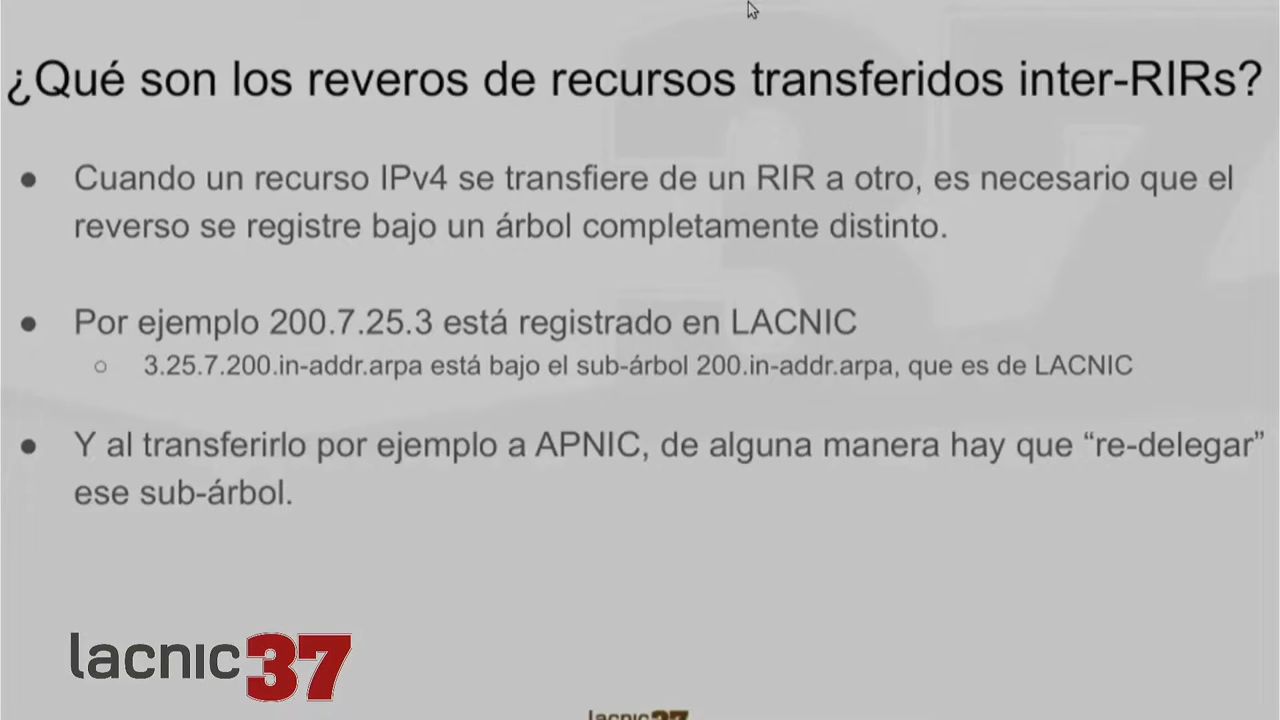 ¿Qué son los reveros de recursos transferidos inter-RIRs?
● Cuando un recurso IPv4 se transfiere de un RIR a otro, es necesario que el
reverso se registre bajo un árbol completamente distinto.
● Por ejemplo 200.7.25.3 está registrado en LACNIC
○ 3.25.7.200.in-addr.arpa está bajo el sub-árbol 200.in-addr.arpa, que es de LACNIC
● Y al transferirlo por ejemplo a APNIC, de alguna manera hay que “re-delegar”
ese sub-árbol.
lacnic37
lacnic37